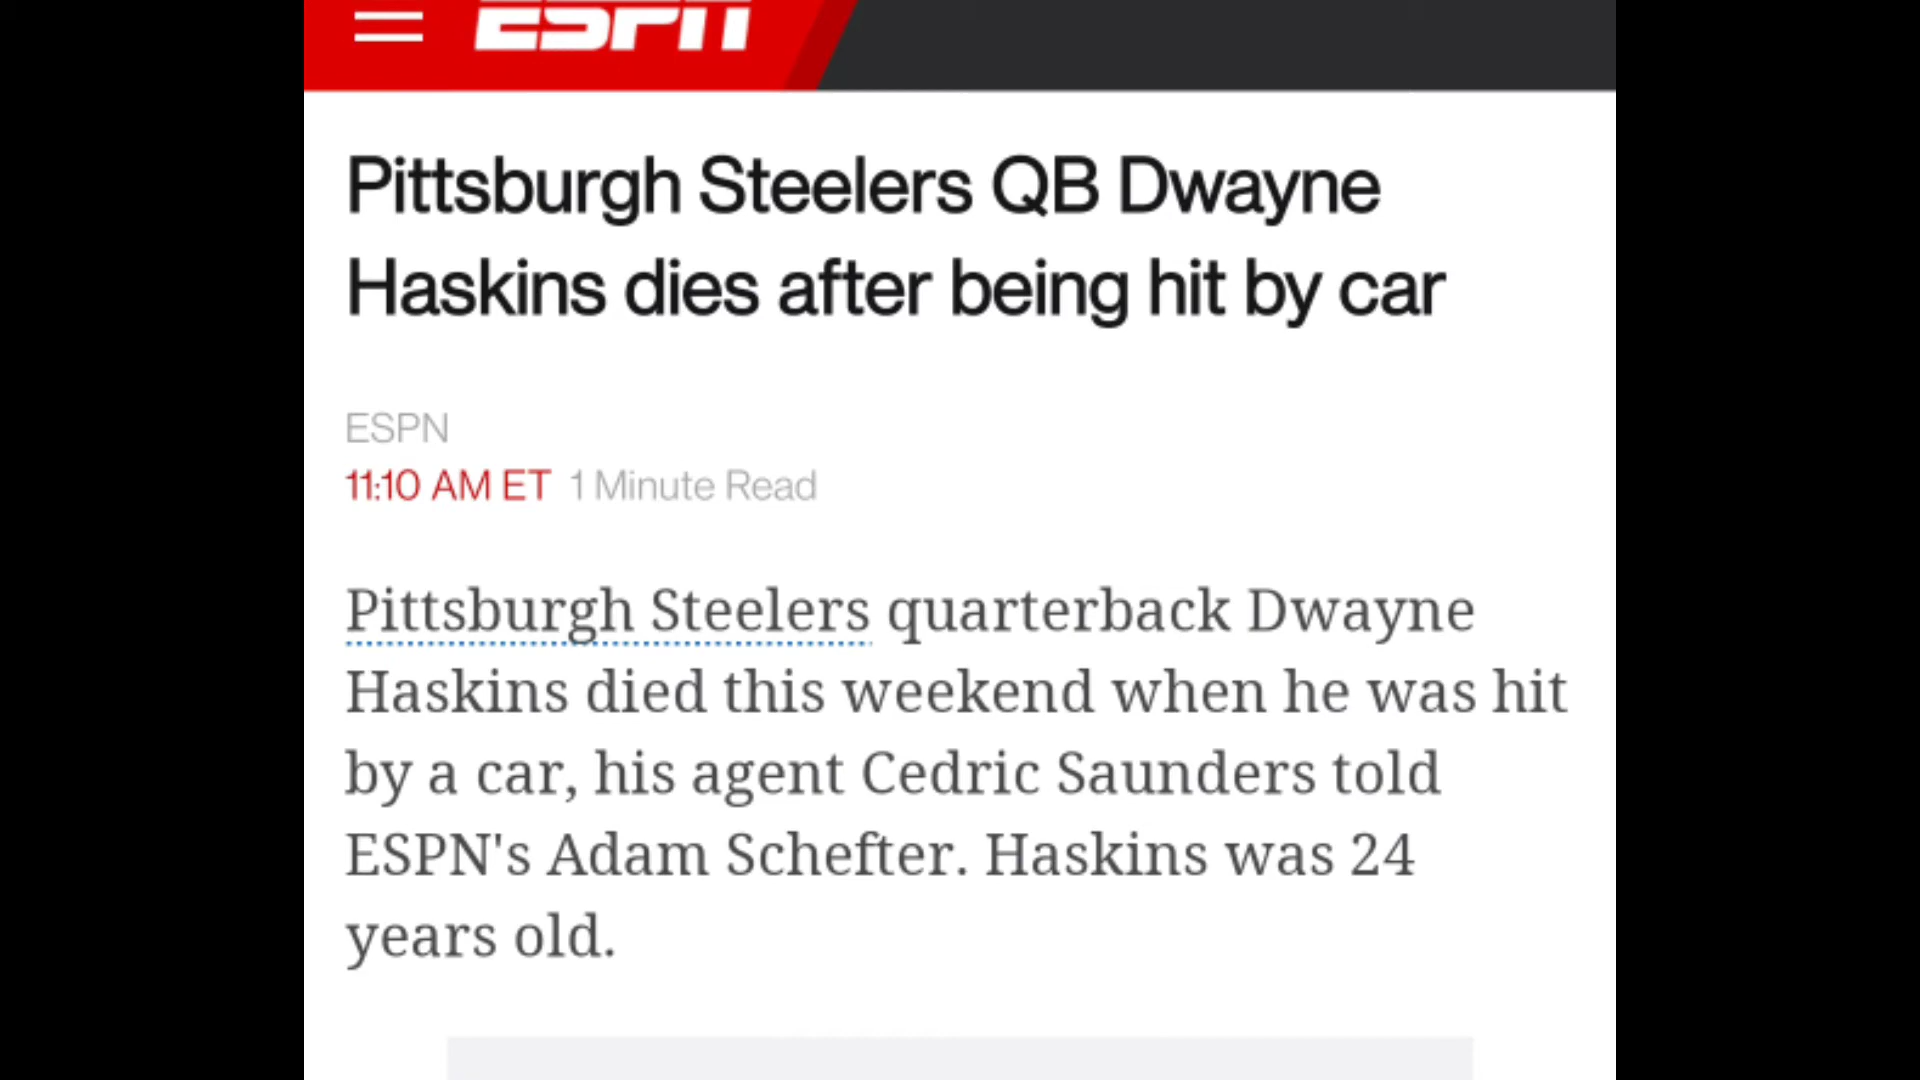 ESPN
Pittsburgh Steelers QB Dwayne
Haskins dies after being hit by car
ESPN
11:10 AM ET 1 Minute Read
Pittsburgh Steelers quarterback Dwayne
Haskins died this weekend when he was hit
by a car, his agent Cedric Saunders told
ESPN's Adam Schefter. Haskins was 24
years old.